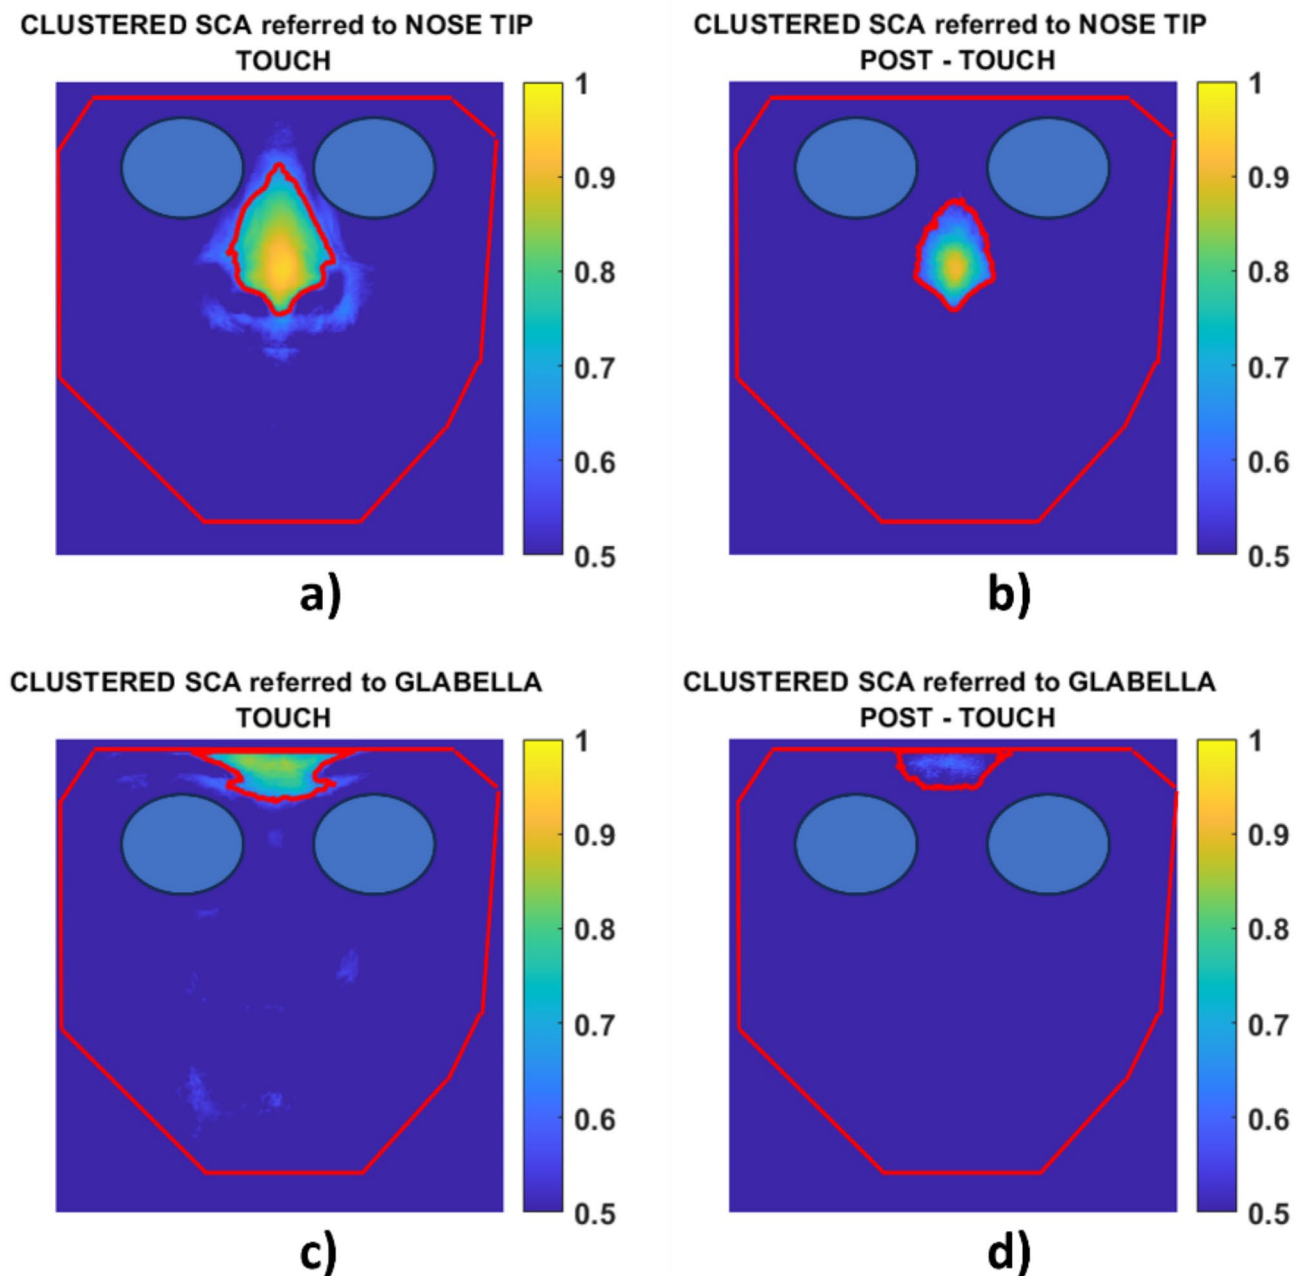 CLUSTERED SCA referred to NOSE TIP
TOUCH
1
0.9
0.8
0.7
0.6
0.5
a)
CLUSTERED SCA referred to NOSE TIP
POST - TOUCH
1
0.9
0.8
0.7
0.6
0.5
b)
CLUSTERED SCA referred to GLABELLA
TOUCH
1
0.9
0.8
0.7
0.6
0.5
c)
CLUSTERED SCA referred to GLABELLA
POST - TOUCH
1
0.9
0.8
0.7
0.6
0.5
d)